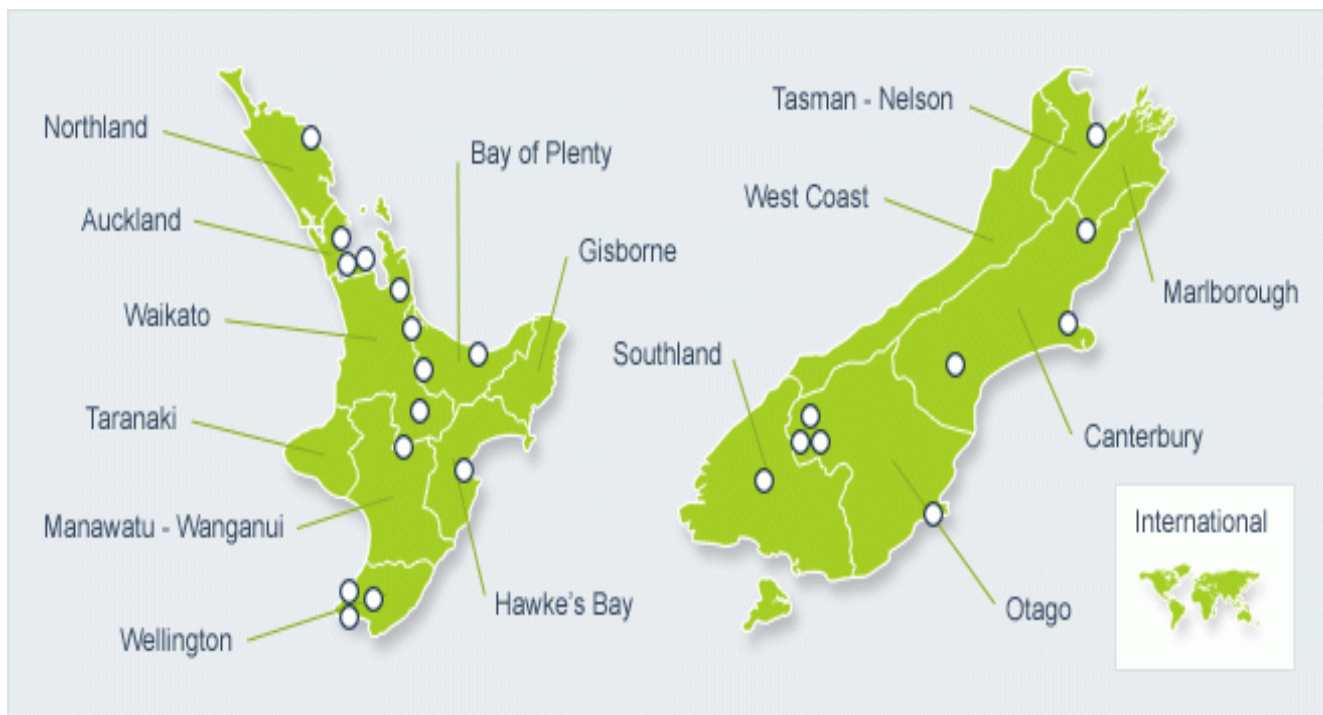 Northland
Bay of Plenty
Auckland
Gisborne
Waikato
Taranaki
Manawatu - Wanganui
Hawke's Bay
Wellington
Tasman - Nelson
West Coast
Marlborough
Southland
Canterbury
Otago
International